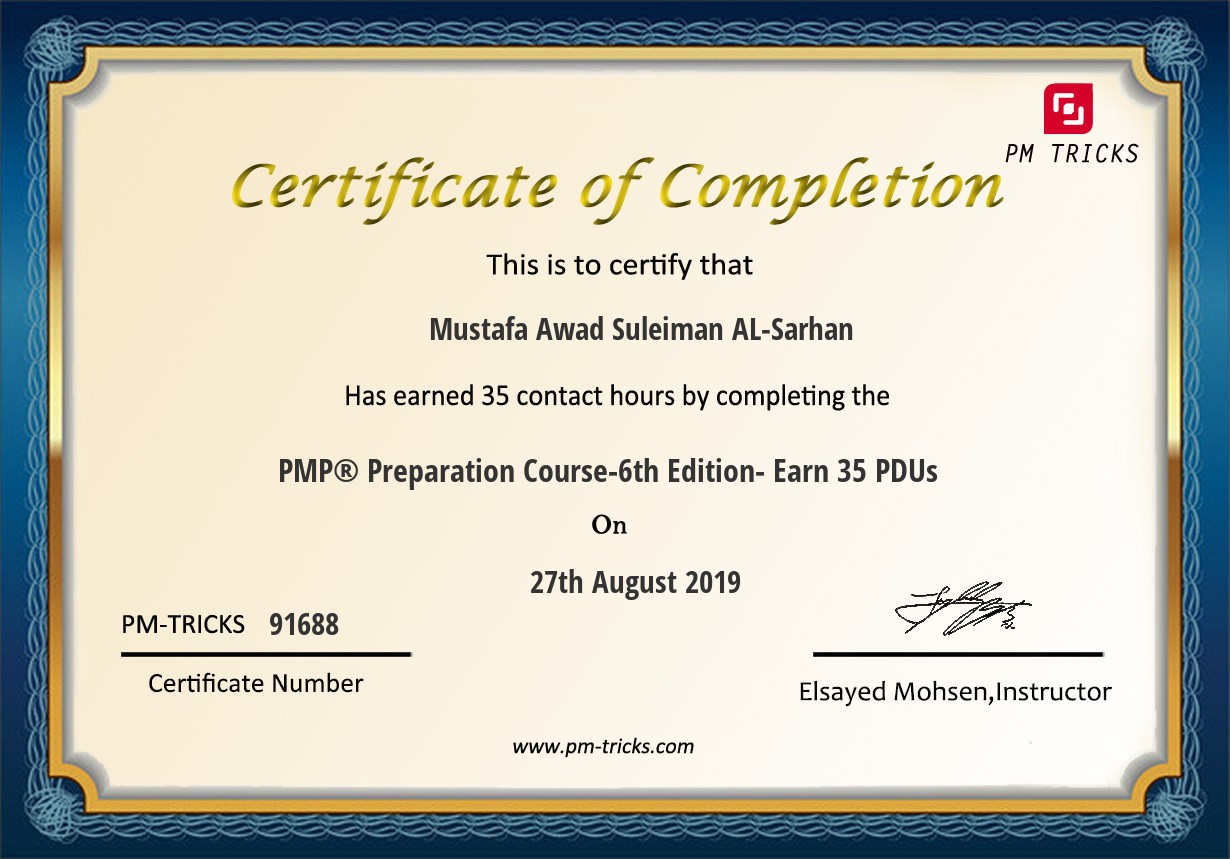 PM TRICKS
Certificate of Completion
This is to certify that
Mustafa Awad Suleiman AL-Sarhan
Has earned 35 contact hours by completing the
PMP® Preparation Course-6th Edition- Earn 35 PDUs
On
27th August 2019
PM-TRICKS 91688
Certificate Number
Elsayed Mohsen,Instructor
www.pm-tricks.com